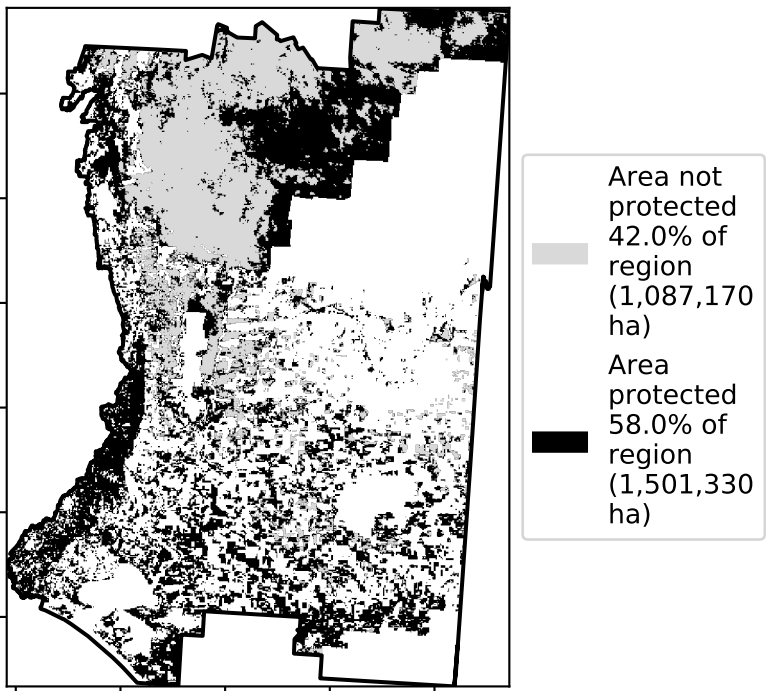 Area not
protected
42.0% of
region
(1,087,170
ha)
Area
protected
58.0% of
region
(1,501,330
ha)